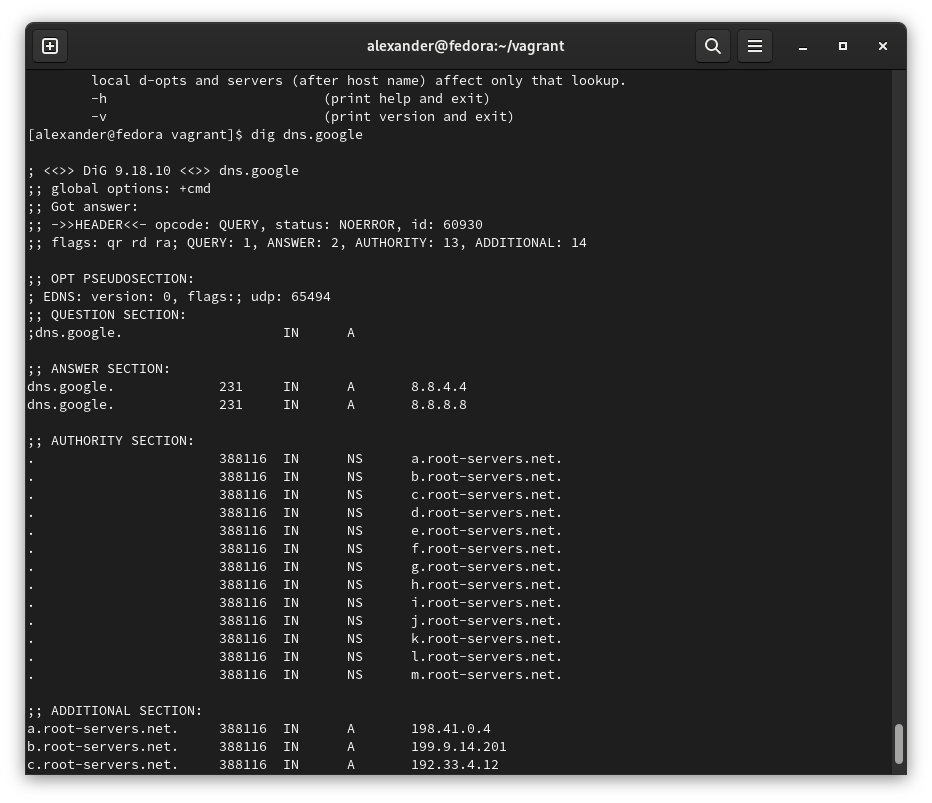 alexander@fedora:~/vagrant
        local d-opts and servers (after host name) affect only that lookup.
        -h                           (print help and exit)
        -v                           (print version and exit)
[alexander@fedora vagrant]$ dig dns.google

; <<>> DiG 9.18.10 <<>> dns.google
;; global options: +cmd
;; Got answer:
;; ->>HEADER<<- opcode: QUERY, status: NOERROR, id: 60930
;; flags: qr rd ra; QUERY: 1, ANSWER: 2, AUTHORITY: 13, ADDITIONAL: 14

;; OPT PSEUDOSECTION:
; EDNS: version: 0, flags:; udp: 65494
;; QUESTION SECTION:
;dns.google.                    IN      A

;; ANSWER SECTION:
dns.google.             231     IN      A       8.8.4.4
dns.google.             231     IN      A       8.8.8.8

;; AUTHORITY SECTION:
.                       388116  IN      NS      a.root-servers.net.
.                       388116  IN      NS      b.root-servers.net.
.                       388116  IN      NS      c.root-servers.net.
.                       388116  IN      NS      d.root-servers.net.
.                       388116  IN      NS      e.root-servers.net.
.                       388116  IN      NS      f.root-servers.net.
.                       388116  IN      NS      g.root-servers.net.
.                       388116  IN      NS      h.root-servers.net.
.                       388116  IN      NS      i.root-servers.net.
.                       388116  IN      NS      j.root-servers.net.
.                       388116  IN      NS      k.root-servers.net.
.                       388116  IN      NS      l.root-servers.net.
.                       388116  IN      NS      m.root-servers.net.

;; ADDITIONAL SECTION:
a.root-servers.net.     388116  IN      A       198.41.0.4
b.root-servers.net.     388116  IN      A       199.9.14.201
c.root-servers.net.     388116  IN      A       192.33.4.12